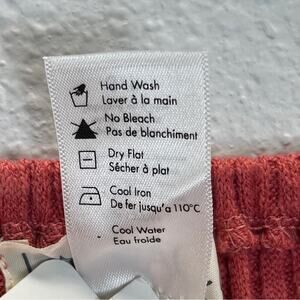 Hand Wash
Laver à la main
No Bleach
Pas de blanchiment
Dry Flat
Sécher à plat
Cool Iron
De fer jusqu'a 110°C
Cool Water
Eau froide